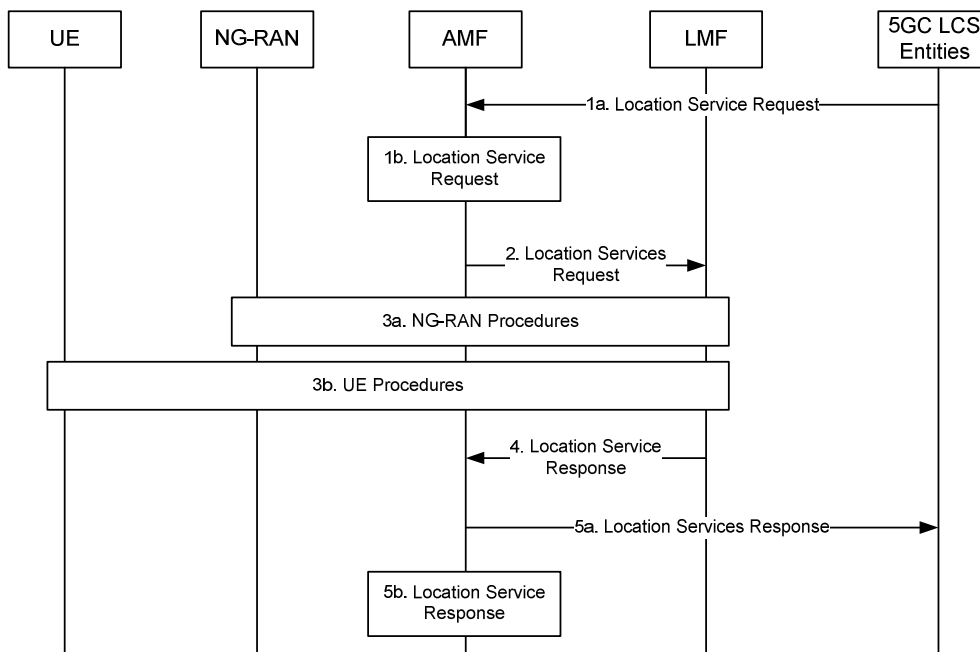 UE
NG-RAN
AMF
LMF
5GC LCS
Entities
1a. Location Service Request
1b. Location Service
Request
2. Location Services
Request
3a. NG-RAN Procedures
3b. UE Procedures
4. Location Service
Response
5a. Location Services Response
5b. Location Service
Response